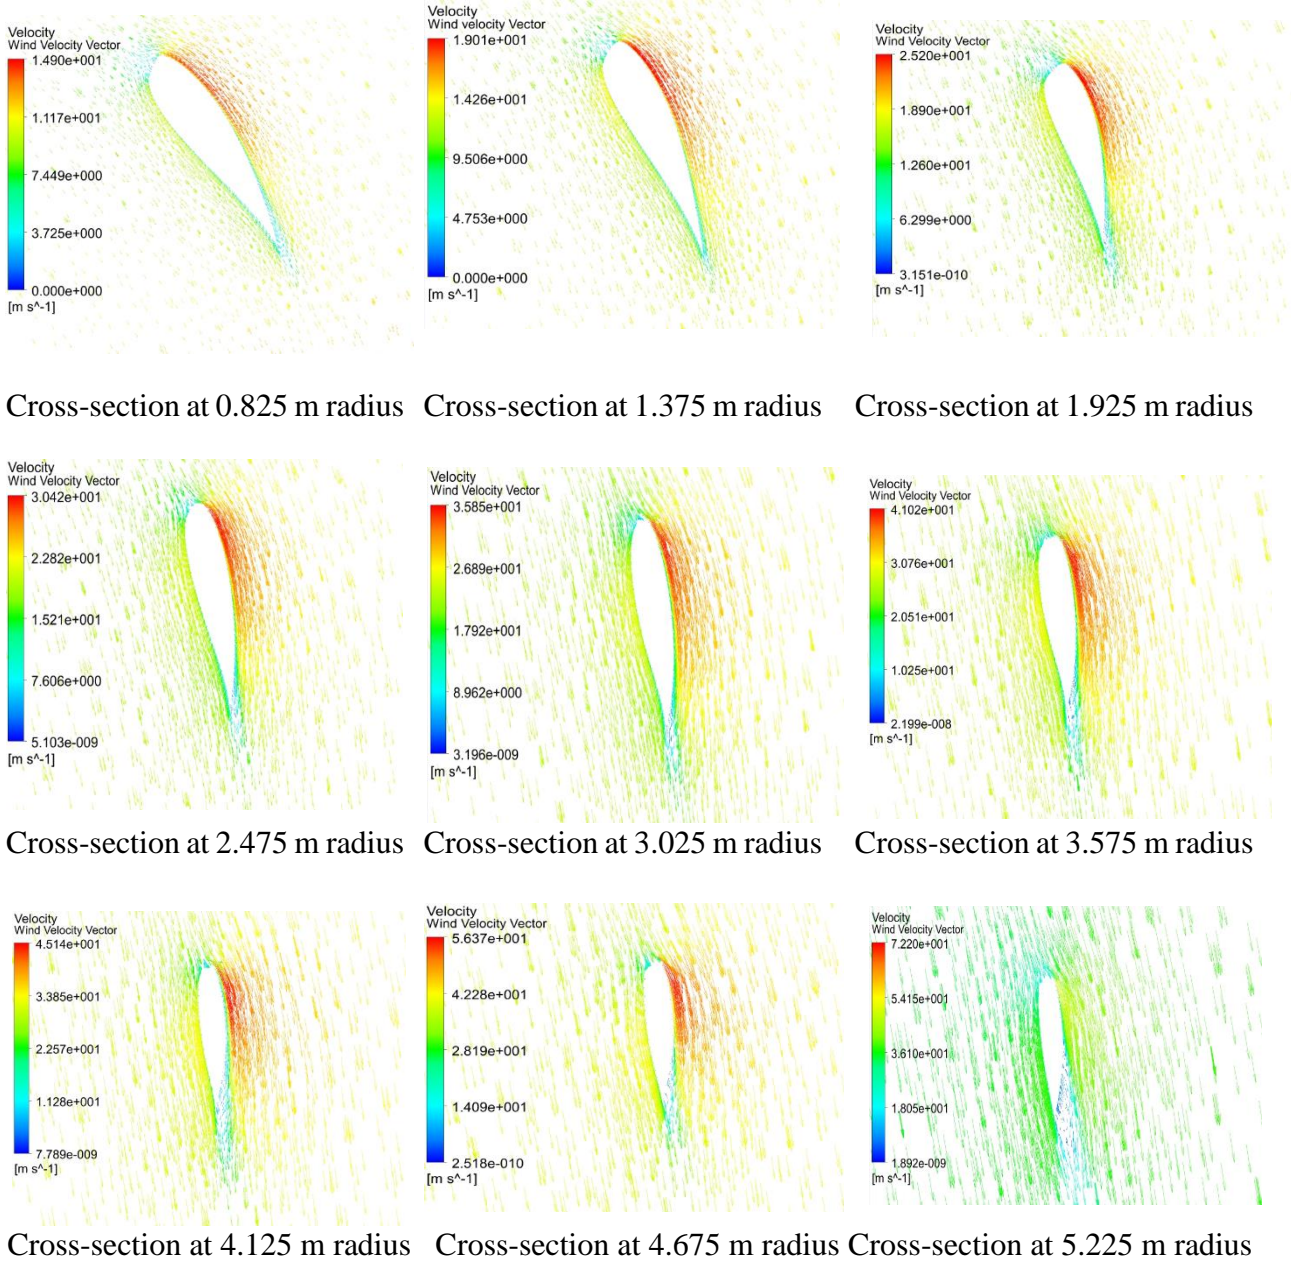 Velocity
Wind Velocity Vector
1.490e+001
1.117e+001
7.449e+000
3.725e+000
0.000e+000
[m s^-1]
Velocity
Wind velocity Vector
1.901e+001
1.426e+001
9.506e+000
4.753e+000
0.000e+000
[m s^-1]
Velocity
Wind Velocity Vector
2.520e+001
1.890e+001
1.260e+001
6.299e+000
3.151e-010
[m s^-1]
Cross-section at 0.825 m radius
Cross-section at 1.375 m radius
Cross-section at 1.925 m radius
Velocity
Wind Velocity Vector
3.042e+001
2.282e+001
1.521e+001
7.606e+000
5.103e-009
[m s^-1]
Velocity
Wind Velocity Vector
3.585e+001
2.689e+001
1.792e+001
8.962e+000
3.196e-009
[m s^-1]
Velocity
Wind Velocity Vector
4.102e+001
3.076e+001
2.051e+001
1.025e+001
2.199e-008
[m s^-1]
Cross-section at 2.475 m radius
Cross-section at 3.025 m radius
Cross-section at 3.575 m radius
Velocity
Wind Velocity Vector
4.514e+001
3.385e+001
2.257e+001
1.128e+001
7.789e-009
[m s^-1]
Velocity
Wind Velocity Vector
5.637e+001
4.228e+001
2.819e+001
1.409e+001
2.518e-010
[m s^-1]
Velocity
Wind Velocity Vector
7.220e+001
5.415e+001
3.610e+001
1.805e+001
1.892e-009
[m s^-1]
Cross-section at 4.125 m radius
Cross-section at 4.675 m radius
Cross-section at 5.225 m radius